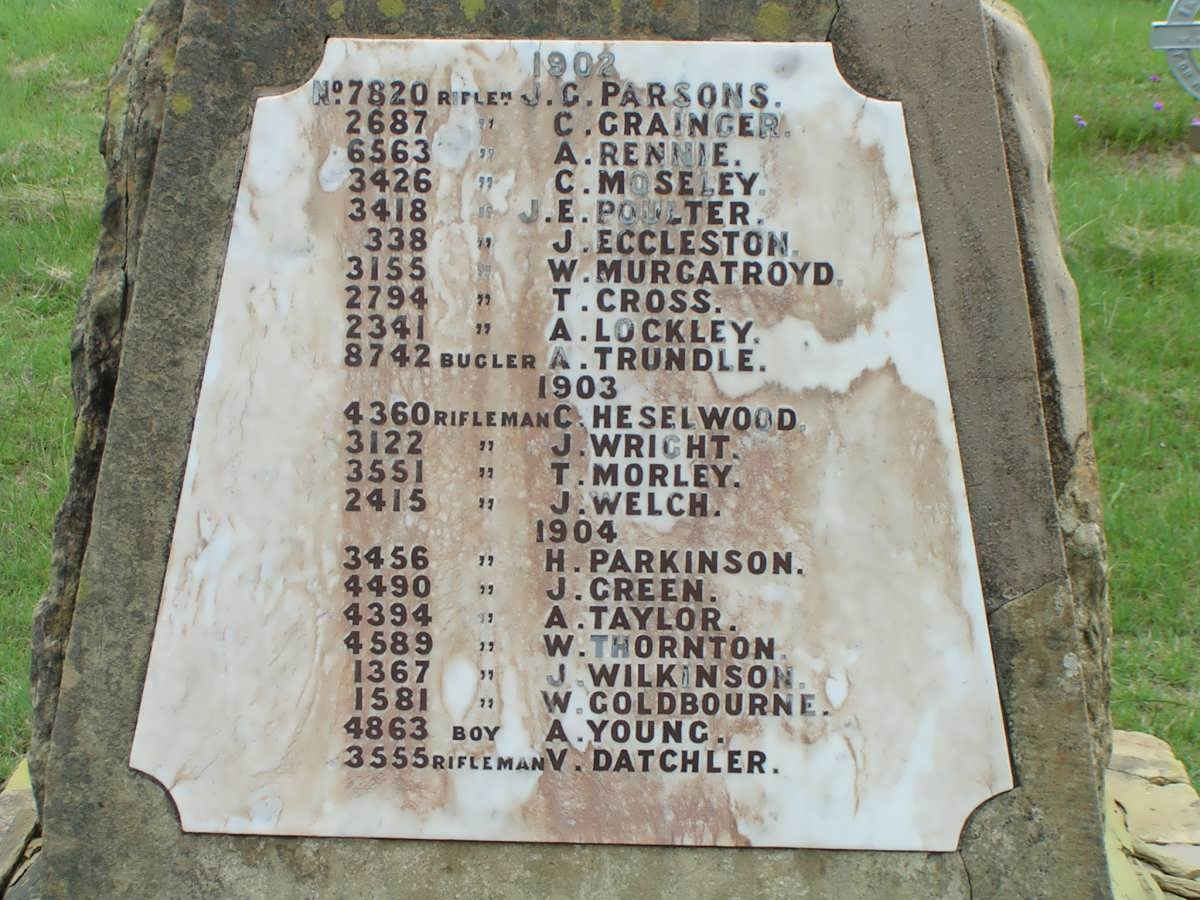 1902
No. 7820 RIFLEM. J.G. PARSONS.
2687 " C. GRAINGER.
6563 " A. RENNIE.
3426 " C. MOSELEY.
3418 " J.E. POULTER.
338 " J. ECCLESTON.
3155 " W. MURGATROYD.
2794 " T. CROSS.
2341 " A. LOCKLEY.
8742 BUGLER A. TRUNDLE.
1903
4360 RIFLEMAN C. HESELWOOD.
3122 " J. WRIGHT.
3551 " T. MORLEY.
2415 " J. WELCH.
1904
3456 " H. PARKINSON.
4490 " J. GREEN.
4394 " A. TAYLOR.
4589 " W. THORNTON.
1367 " J. WILKINSON.
1581 " W. GOLDBOURNE.
4863 BOY A. YOUNG.
3555 RIFLEMAN V. DATCHLER.